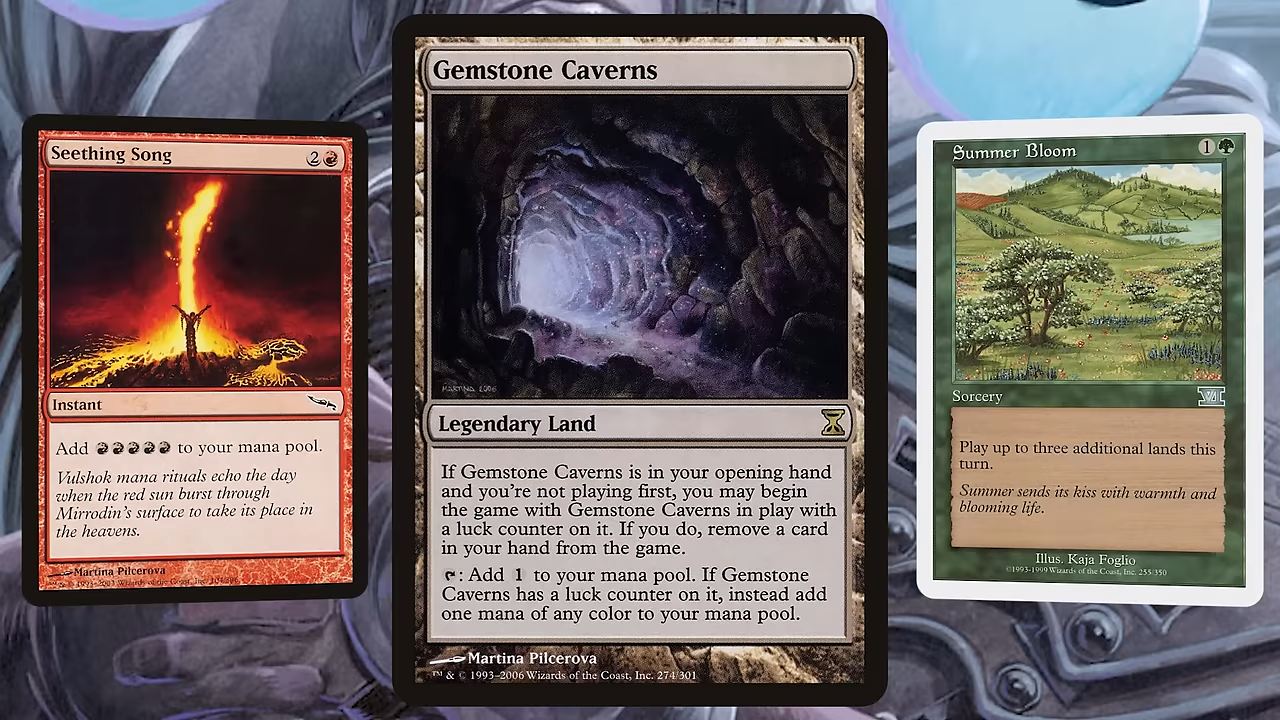 Seething Song
2
Instant
Add to your mana pool.
Vulshok mana rituals echo the day
when the red sun burst through
Mirrodin's surface to take its place in
the heavens.
Martina Pilcerova
Gemstone Caverns
MARTINA 2006
Legendary Land
If Gemstone Caverns is in your opening hand
and you're not playing first, you may begin
the game with Gemstone Caverns in play with
a luck counter on it. If you do, remove a card
in your hand from the game.
: Add 1 to your mana pool. If Gemstone
Caverns has a luck counter on it, instead add
one mana of any color to your mana pool.
Martina Pilcerova
™ & © 1993-2006 Wizards of the Coast, Inc. 274/301
Summer Bloom
1
Sorcery
VI
Play up to three additional lands this
turn.
Summer sends its kiss with warmth and
blooming life.
Illus. Kaja Foglio
©1993-1999 Wizards of the Coast, Inc. 255/350